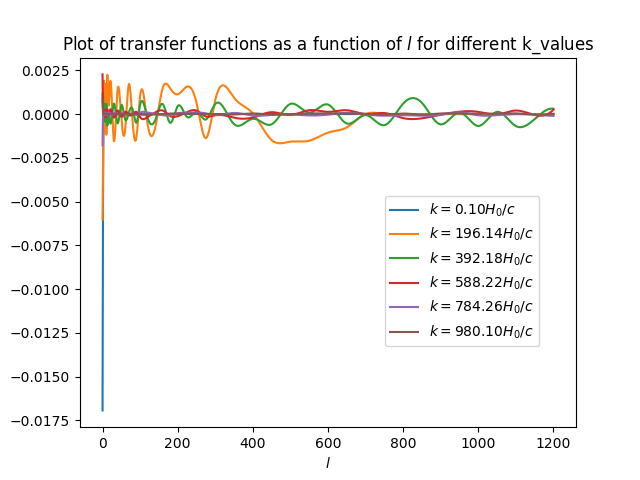 Plot of transfer functions as a function of l for different k_values
0.0025
0.0000
−0.0025
−0.0050
−0.0075
−0.0100
−0.0125
−0.0150
−0.0175
k = 0.10H₀/c
k = 196.14H₀/c
k = 392.18H₀/c
k = 588.22H₀/c
k = 784.26H₀/c
k = 980.10H₀/c
0 200 400 600 800 1000 1200
l